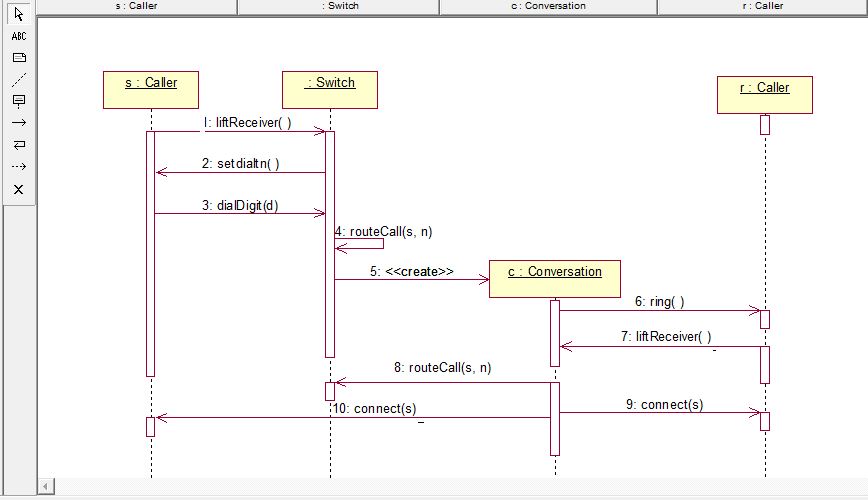 s : Caller
: Switch
c : Conversation
r : Caller
ABC
s : Caller
: Switch
r : Caller
l: liftReceiver( )
2: setdialtn( )
3: dialDigit(d)
4: routeCall(s, n)
5: <<create>>
c : Conversation
6: ring( )
7: liftReceiver( )
8: routeCall(s, n)
9: connect(s)
10: connect(s)